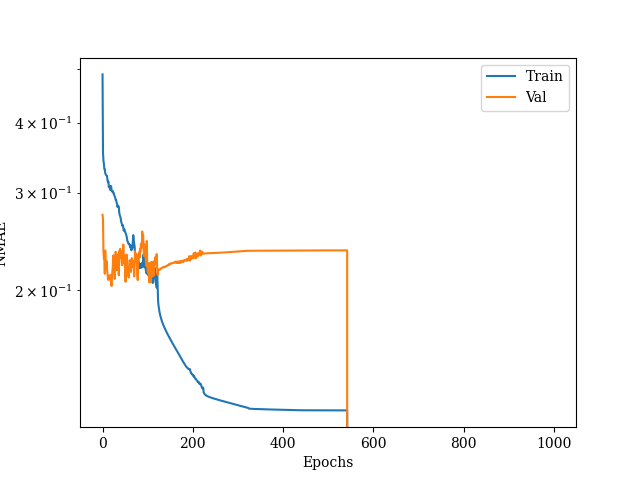 Train
Val
4 × 10⁻¹
3 × 10⁻¹
2 × 10⁻¹
NMAE
0 200 400 600 800 1000
Epochs